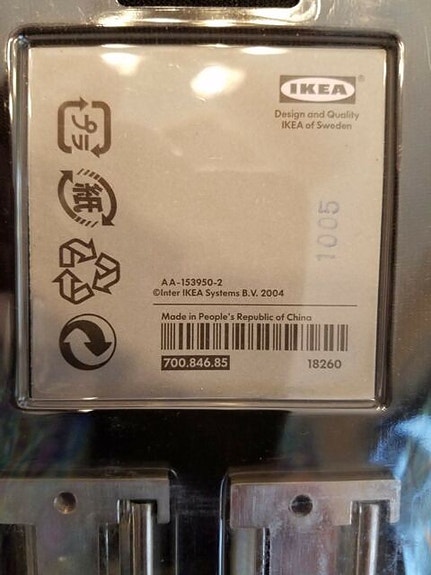 IKEA®
Design and Quality
IKEA of Sweden
プラ
紙
1005
AA-153950-2
©Inter IKEA Systems B.V. 2004
Made in People's Republic of China
700.846.85
18260